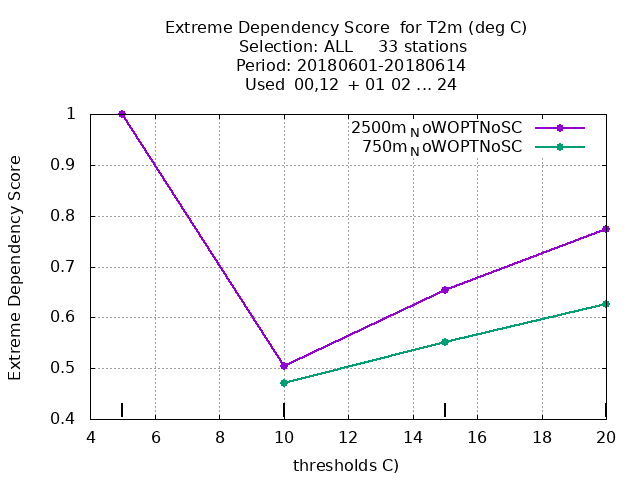 Extreme Dependency Score  for T2m (deg C)
Selection: ALL     33 stations
Period: 20180601-20180614
Used  00,12  + 01 02 ... 24
2500mNoWOPTNoSC
750mNoWOPTNoSC
1
0.9
0.8
0.7
0.6
0.5
0.4
Extreme Dependency Score
4 6 8 10 12 14 16 18 20
thresholds C)